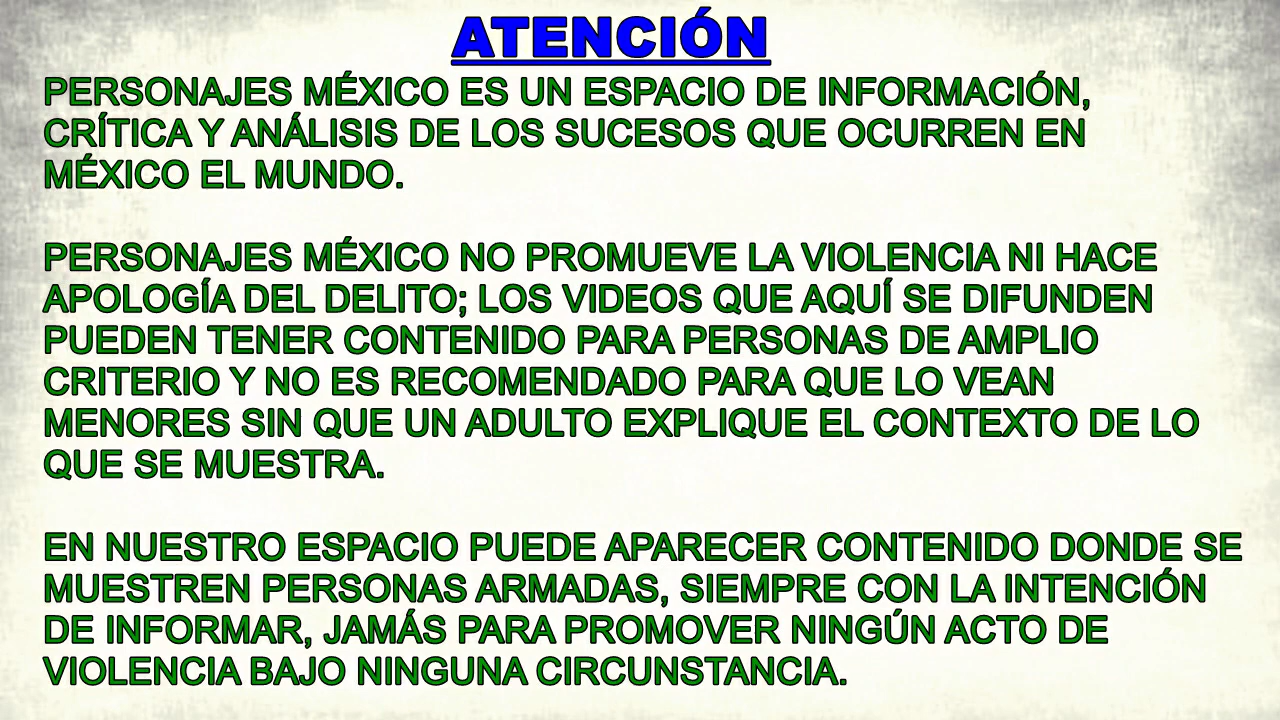 ATENCIÓN
PERSONAJES MÉXICO ES UN ESPACIO DE INFORMACIÓN,
CRÍTICA Y ANÁLISIS DE LOS SUCESOS QUE OCURREN EN
MÉXICO EL MUNDO.
PERSONAJES MÉXICO NO PROMUEVE LA VIOLENCIA NI HACE
APOLOGÍA DEL DELITO; LOS VIDEOS QUE AQUÍ SE DIFUNDEN
PUEDEN TENER CONTENIDO PARA PERSONAS DE AMPLIO
CRITERIO Y NO ES RECOMENDADO PARA QUE LO VEAN
MENORES SIN QUE UN ADULTO EXPLIQUE EL CONTEXTO DE LO
QUE SE MUESTRA.
EN NUESTRO ESPACIO PUEDE APARECER CONTENIDO DONDE SE
MUESTREN PERSONAS ARMADAS, SIEMPRE CON LA INTENCIÓN
DE INFORMAR, JAMÁS PARA PROMOVER NINGÚN ACTO DE
VIOLENCIA BAJO NINGUNA CIRCUNSTANCIA.